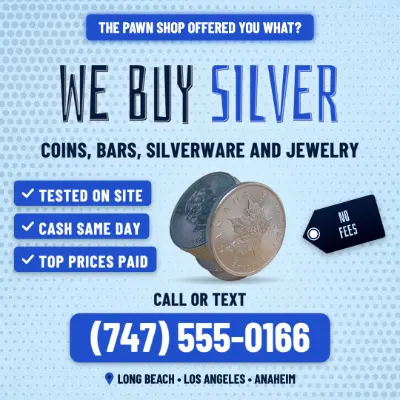 THE PAWN SHOP OFFERED YOU WHAT?
WE BUY SILVER
COINS, BARS, SILVERWARE AND JEWELRY
TESTED ON SITE
CASH SAME DAY
TOP PRICES PAID
NO
FEES
CALL OR TEXT
(747) 555-0166
LONG BEACH • LOS ANGELES • ANAHEIM